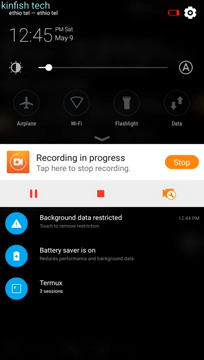 kinfish tech
ethio tel — ethio tel
12:45 PM Sat
May 9
A
Airplane
Wi-Fi
Flashlight
Data
Recording in progress
Tap here to stop recording.
Stop
Background data restricted
12:44 PM
Touch to remove restriction.
Battery saver is on
Reduces performance and background data
Termux
3 sessions